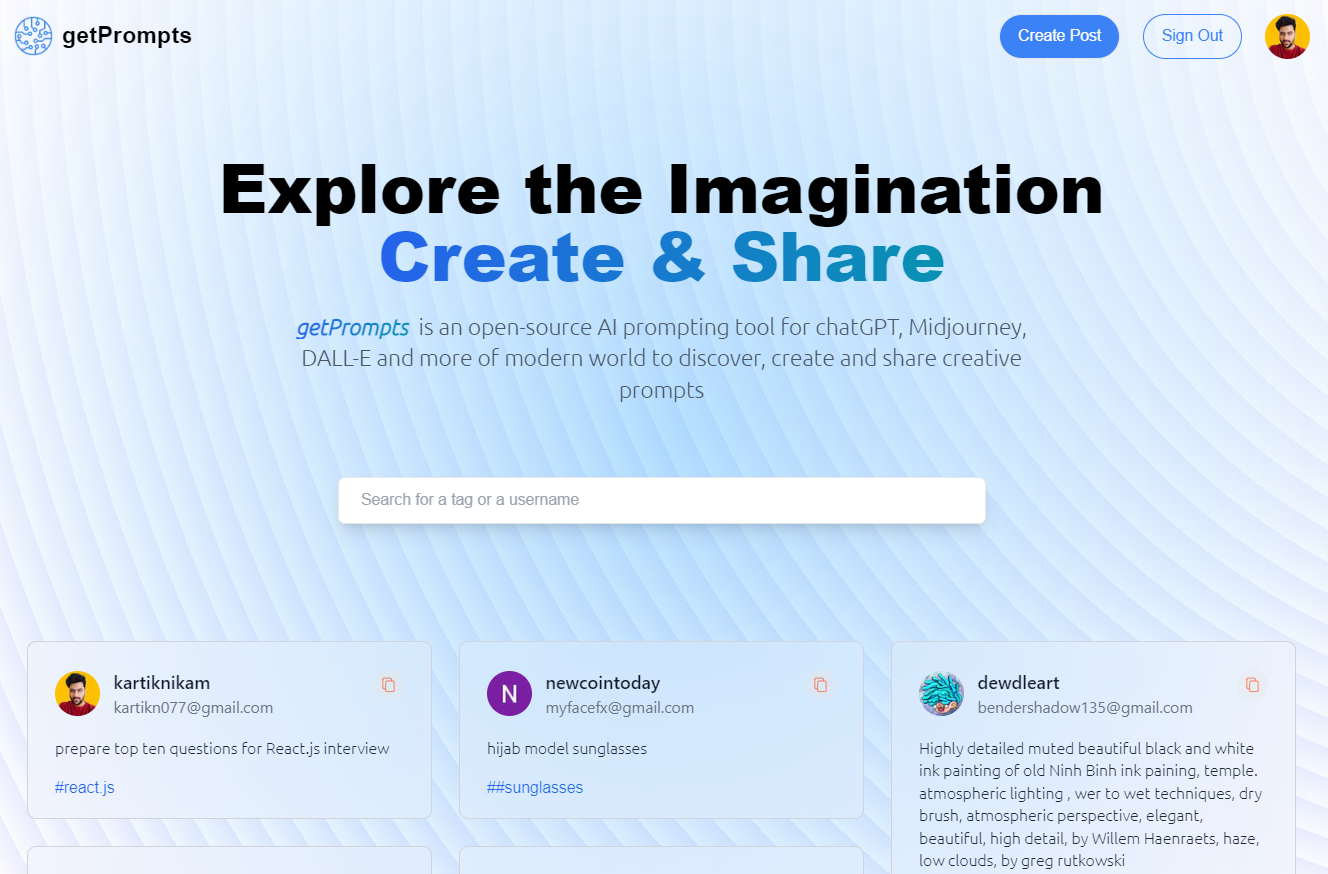 getPrompts
Create Post
Sign Out
Explore the Imagination
Create & Share
getPrompts is an open-source AI prompting tool for chatGPT, Midjourney,
DALL-E and more of modern world to discover, create and share creative
prompts
Search for a tag or a username
kartiknikam
kartikn077@gmail.com
prepare top ten questions for React.js interview
#react.js
N
newcointoday
myfacefx@gmail.com
hijab model sunglasses
##sunglasses
dewdleart
bendershadow135@gmail.com
Highly detailed muted beautiful black and white
ink painting of old Ninh Binh ink paining, temple.
atmospheric lighting , wer to wet techniques, dry
brush, atmospheric perspective, elegant,
beautiful, high detail, by Willem Haenraets, haze,
low clouds, by greg rutkowski